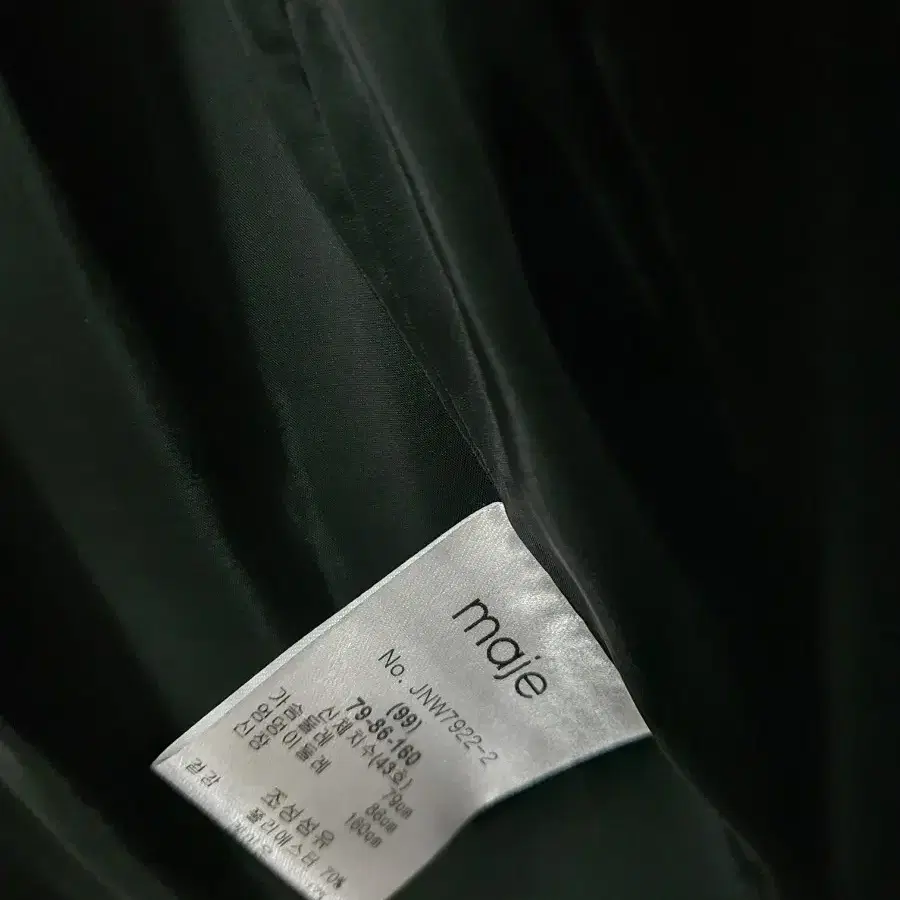 maje
No. JNW7922-2
(99)
79-86-160
신체치수(43호)
가슴둘레 79cm
엉덩이둘레 86cm
신장 160cm
조성섬유
겉감 폴리에스터 70%